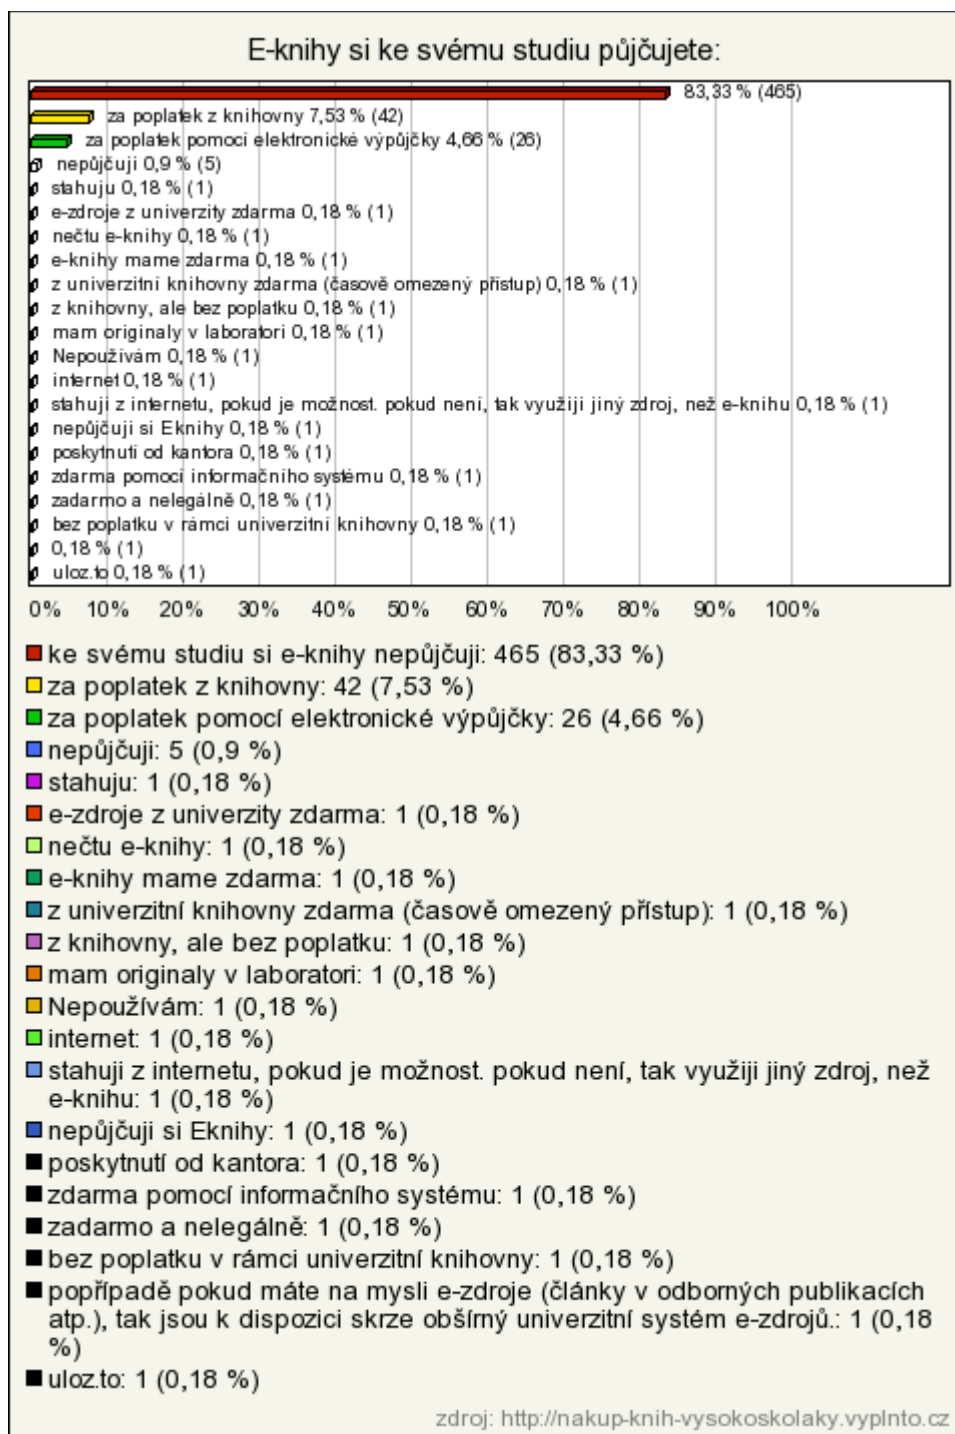 E-knihy si ke svému studiu půjčujete:
83,33 % (465)
za poplatek z knihovny 7,53 % (42)
za poplatek pomocí elektronické výpůjčky 4,66 % (26)
nepůjčuji 0,9 % (5)
stahuju 0,18 % (1)
e-zdroje z univerzity zdarma 0,18 % (1)
nečtu e-knihy 0,18 % (1)
e-knihy mame zdarma 0,18 % (1)
z univerzitní knihovny zdarma (časově omezený přístup) 0,18 % (1)
z knihovny, ale bez poplatku 0,18 % (1)
mam originaly v laboratori 0,18 % (1)
Nepoužívám 0,18 % (1)
internet 0,18 % (1)
stahuji z internetu, pokud je možnost. pokud není, tak využiji jiný zdroj, než e-knihu 0,18 % (1)
nepůjčuji si Eknihy 0,18 % (1)
poskytnutí od kantora 0,18 % (1)
zdarma pomocí informačního systému 0,18 % (1)
zadarmo a nelegálně 0,18 % (1)
bez poplatku v rámci univerzitní knihovny 0,18 % (1)
0,18 % (1)
uloz.to 0,18 % (1)
0% 10% 20% 30% 40% 50% 60% 70% 80% 90% 100%
ke svému studiu si e-knihy nepůjčuji: 465 (83,33 %)
za poplatek z knihovny: 42 (7,53 %)
za poplatek pomocí elektronické výpůjčky: 26 (4,66 %)
nepůjčuji: 5 (0,9 %)
stahuju: 1 (0,18 %)
e-zdroje z univerzity zdarma: 1 (0,18 %)
nečtu e-knihy: 1 (0,18 %)
e-knihy mame zdarma: 1 (0,18 %)
z univerzitní knihovny zdarma (časově omezený přístup): 1 (0,18 %)
z knihovny, ale bez poplatku: 1 (0,18 %)
mam originaly v laboratori: 1 (0,18 %)
Nepoužívám: 1 (0,18 %)
internet: 1 (0,18 %)
stahuji z internetu, pokud je možnost. pokud není, tak využiji jiný zdroj, než
e-knihu: 1 (0,18 %)
nepůjčuji si Eknihy: 1 (0,18 %)
poskytnutí od kantora: 1 (0,18 %)
zdarma pomocí informačního systému: 1 (0,18 %)
zadarmo a nelegálně: 1 (0,18 %)
bez poplatku v rámci univerzitní knihovny: 1 (0,18 %)
popřípadě pokud máte na mysli e-zdroje (články v odborných publikacích
atp.), tak jsou k dispozici skrze obšírný univerzitní systém e-zdrojů.: 1 (0,18
%)
uloz.to: 1 (0,18 %)
zdroj: http://nakup-knih-vysokoskolaky.vyplnto.cz